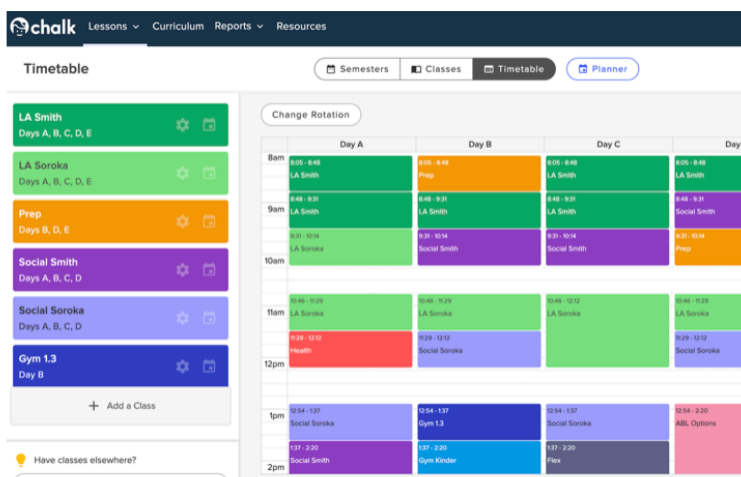 chalk Lessons Curriculum Reports Resources
Timetable Semesters Classes Timetable Planner
LA Smith
Days A, B, C, D, E
LA Soroka
Days A, B, C, D, E
Prep
Days B, D, E
Social Smith
Days A, B, C, D
Social Soroka
Days A, B, C, D
Gym 1.3
Day B
+ Add a Class
Have classes elsewhere?
Change Rotation
Day A Day B Day C Day
8am
8:05 - 8:48 8:05 - 8:48 8:05 - 8:48 8:05 - 8:48
LA Smith Prep LA Smith LA Smith
8:48 - 9:31 8:48 - 9:31 8:48 - 9:31 8:48 - 9:31
9am LA Smith LA Smith LA Smith Social Smith
9:31 - 10:14 9:31 - 10:14 9:31 - 10:14 9:31 - 10:14
LA Soroka Social Smith Social Smith Prep
10am
10:46 - 11:29 10:46 - 11:29 10:46 - 12:12 10:46 - 11:29
11am LA Soroka LA Soroka LA Soroka LA Soroka
11:29 - 12:12 11:29 - 12:12 11:29 - 12:12
Health Social Soroka Social Soroka
12pm
12:54 - 1:37 12:54 - 1:37 12:54 - 1:37 12:54 - 2:20
1pm Social Soroka Gym 1.3 Social Soroka ABL Options
1:37 - 2:20 1:37 - 2:20 1:37 - 2:20
Social Smith Gym Kinder Flex
2pm